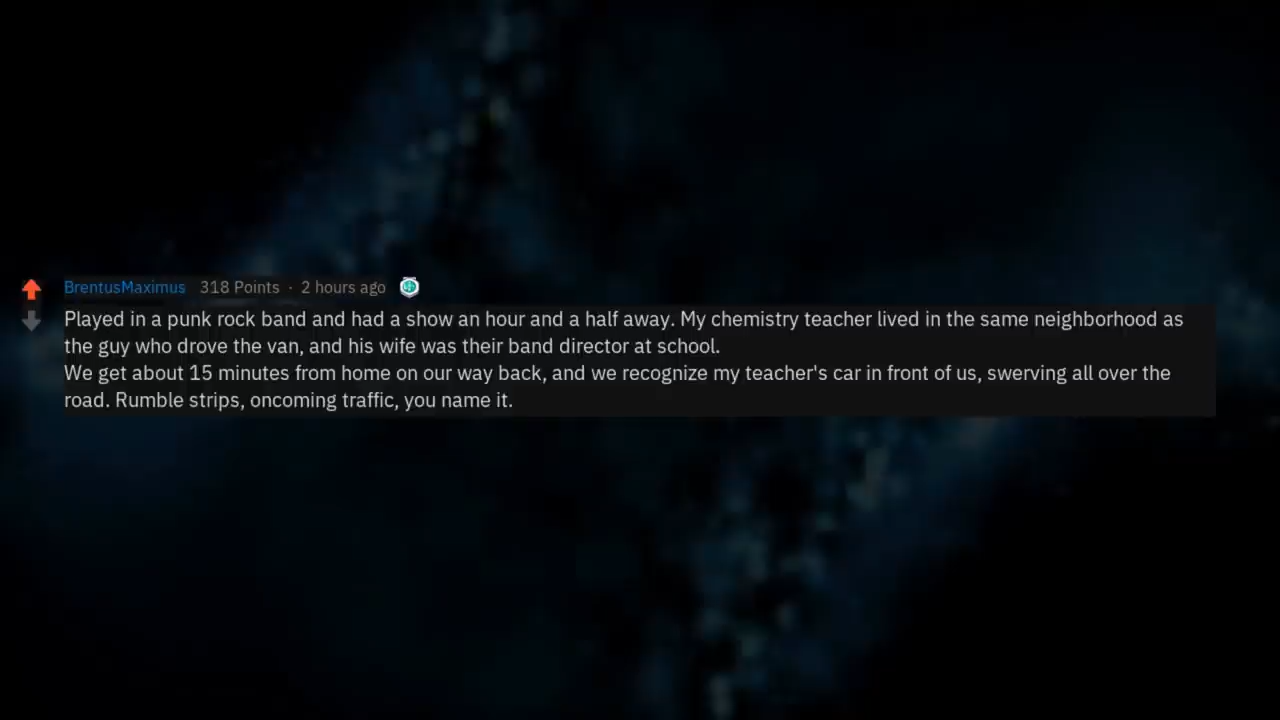 BrentusMaximus 318 Points · 2 hours ago
Played in a punk rock band and had a show an hour and a half away. My chemistry teacher lived in the same neighborhood as
the guy who drove the van, and his wife was their band director at school.
We get about 15 minutes from home on our way back, and we recognize my teacher's car in front of us, swerving all over the
road. Rumble strips, oncoming traffic, you name it.